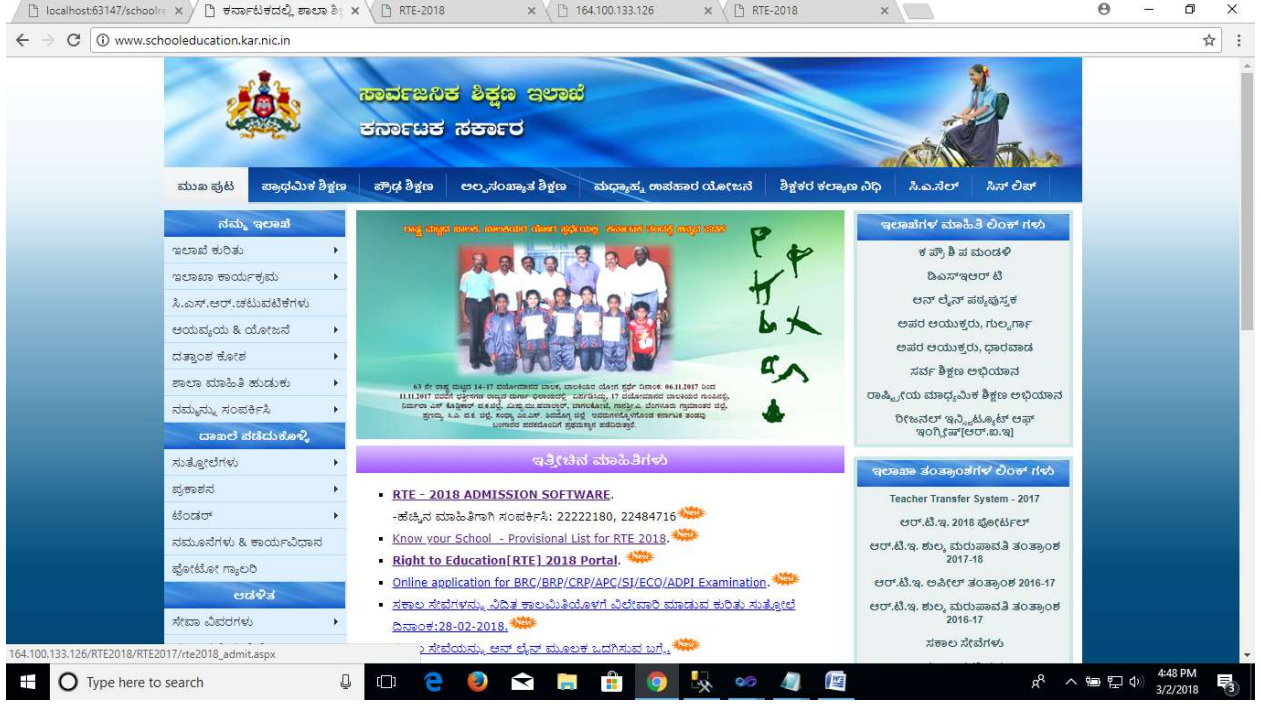 localhost:63147/schoolre
ಕರ್ನಾಟಕದಲ್ಲಿ ಶಾಲಾ ಶಿ
RTE-2018
164.100.133.126
RTE-2018
www.schooleducation.kar.nic.in
ಸಾರ್ವಜನಿಕ ಶಿಕ್ಷಣ ಇಲಾಖೆ
ಕರ್ನಾಟಕ ಸರ್ಕಾರ
ಮುಖ ಪುಟ ಪ್ರಾಥಮಿಕ ಶಿಕ್ಷಣ ಪ್ರೌಢ ಶಿಕ್ಷಣ ಅಲ್ಪಸಂಖ್ಯಾತ ಶಿಕ್ಷಣ ಮಧ್ಯಾಹ್ನ ಉಪಹಾರ ಯೋಜನೆ ಶಿಕ್ಷಕರ ಕಲ್ಯಾಣ ನಿಧಿ ಸಿ.ಎ.ಸೆಲ್ ಸಿಸ್ ಲಿಪ್
ನಮ್ಮ ಇಲಾಖೆ
ಇಲಾಖೆ ಕುರಿತು
ಇಲಾಖಾ ಕಾರ್ಯಕ್ರಮ
ಸಿ.ಎಸ್.ಆರ್.ಚಟುವಟಿಕೆಗಳು
ಆಯವ್ಯಯ & ಯೋಜನೆ
ದತ್ತಾಂಶ ಕೋಶ
ಶಾಲಾ ಮಾಹಿತಿ ಹುಡುಕು
ನಮ್ಮನ್ನು ಸಂಪರ್ಕಿಸಿ
ದಾಖಲೆ ಪಡೆದುಕೊಳ್ಳಿ
ಸುತ್ತೋಲೆಗಳು
ಪ್ರಕಾಶನ
ಟೆಂಡರ್
ನಮೂನೆಗಳು & ಕಾರ್ಯವಿಧಾನ
ಫೋಟೋ ಗ್ಯಾಲರಿ
ಆಡಳಿತ
ಸೇವಾ ವಿವರಗಳು
ಇತ್ತೀಚಿನ ಮಾಹಿತಿಗಳು
RTE - 2018 ADMISSION SOFTWARE.
-ಹೆಚ್ಚಿನ ಮಾಹಿತಿಗಾಗಿ ಸಂಪರ್ಕಿಸಿ: 22222180, 22484716 New
Know your School - Provisional List for RTE 2018. New
Right to Education[RTE] 2018 Portal. New
Online application for BRC/BRP/CRP/APC/SI/ECO/ADPI Examination. New
ಸಕಾಲ ಸೇವೆಗಳನ್ನು ನಿಗಧಿತ ಕಾಲಮಿತಿಯೊಳಗೆ ವಿಲೇವಾರಿ ಮಾಡುವ ಕುರಿತು ಸುತ್ತೋಲೆ
ದಿನಾಂಕ:28-02-2018. New
ಸೇವೆಯನ್ನು ಆನ್ ಲೈನ್ ಮೂಲಕ ಒದಗಿಸುವ ಬಗ್ಗೆ. New
ಇಲಾಖೆಗಳ ಮಾಹಿತಿ ಲಿಂಕ್ ಗಳು
ಕ ಪ್ರೌ ಶಿ ಪ ಮಂಡಳಿ
ಡಿಎಸ್ಇಆರ್ ಟಿ
ಆನ್ ಲೈನ್ ಪಠ್ಯಪುಸ್ತಕ
ಅಪರ ಆಯುಕ್ತರು, ಗುಲ್ಬರ್ಗಾ
ಅಪರ ಆಯುಕ್ತರು, ಧಾರವಾಡ
ಸರ್ವ ಶಿಕ್ಷಣ ಅಭಿಯಾನ
ರಾಷ್ಟ್ರೀಯ ಮಾಧ್ಯಮಿಕ ಶಿಕ್ಷಣ ಅಭಿಯಾನ
ರೀಜನಲ್ ಇನ್ಸ್ಟಿಟ್ಯೂಟ್ ಆಫ್
ಇಂಗ್ಲೀಷ್[ಆರ್.ಐ.ಇ]
ಇಲಾಖಾ ತಂತ್ರಾಂಶಗಳ ಲಿಂಕ್ ಗಳು
Teacher Transfer System - 2017
ಆರ್.ಟಿ.ಇ. 2018 ಪೋರ್ಟಲ್
ಆರ್.ಟಿ.ಇ. ಶುಲ್ಕ ಮರುಪಾವತಿ ತಂತ್ರಾಂಶ
2017-18
ಆರ್.ಟಿ.ಇ. ಅಪೀಲ್ ತಂತ್ರಾಂಶ 2016-17
ಆರ್.ಟಿ.ಇ. ಶುಲ್ಕ ಮರುಪಾವತಿ ತಂತ್ರಾಂಶ
2016-17
ಸಕಾಲ ಸೇವೆಗಳು
164.100.133.126/RTE2018/RTE2017/rte2018_admit.aspx
Type here to search
4:48 PM
3/2/2018
3